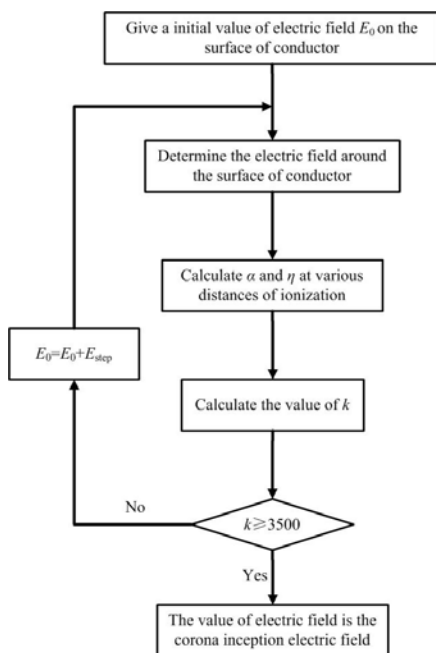 Give a initial value of electric field E₀ on the
surface of conductor
Determine the electric field around
the surface of conductor
Calculate α and η at various
distances of ionization
E₀=E₀+Estep
Calculate the value of k
No
k≥3500
Yes
The value of electric field is the
corona inception electric field